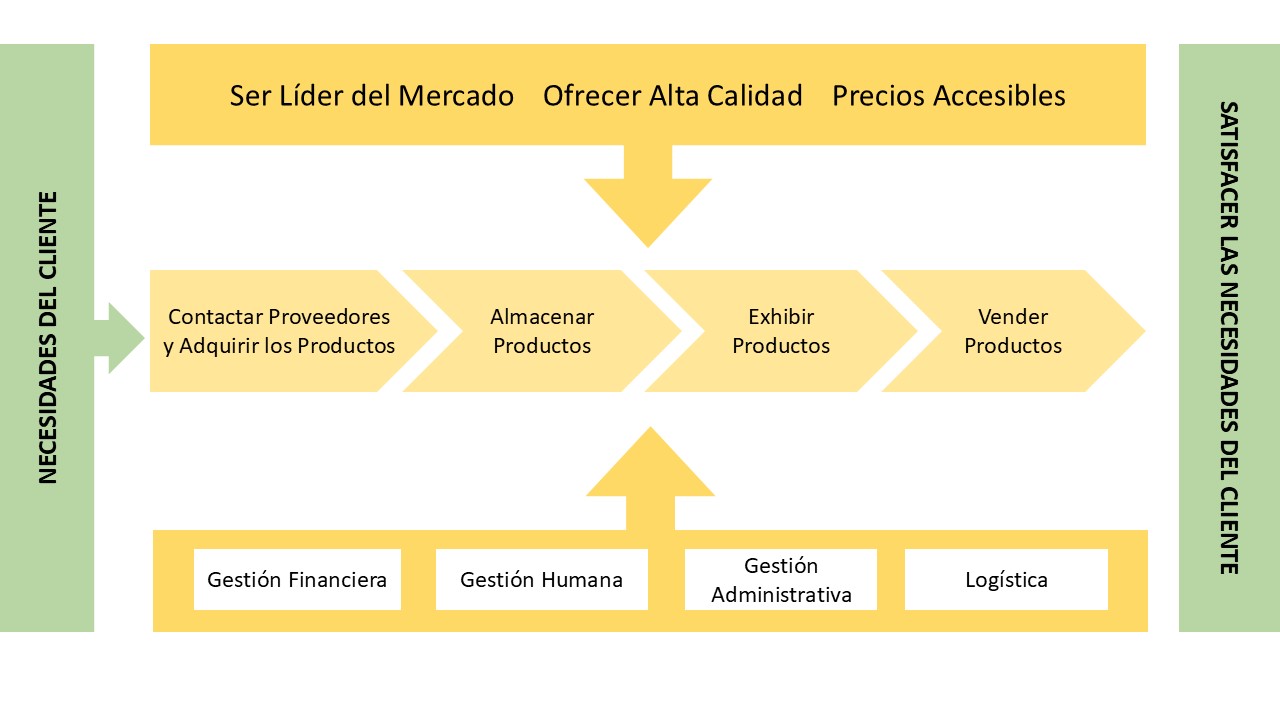 NECESIDADES DEL CLIENTE
Ser Líder del Mercado Ofrecer Alta Calidad Precios Accesibles
Contactar Proveedores
y Adquirir los Productos
Almacenar
Productos
Exhibir
Productos
Vender
Productos
Gestión Financiera
Gestión Humana
Gestión
Administrativa
Logística
SATISFACER LAS NECESIDADES DEL CLIENTE